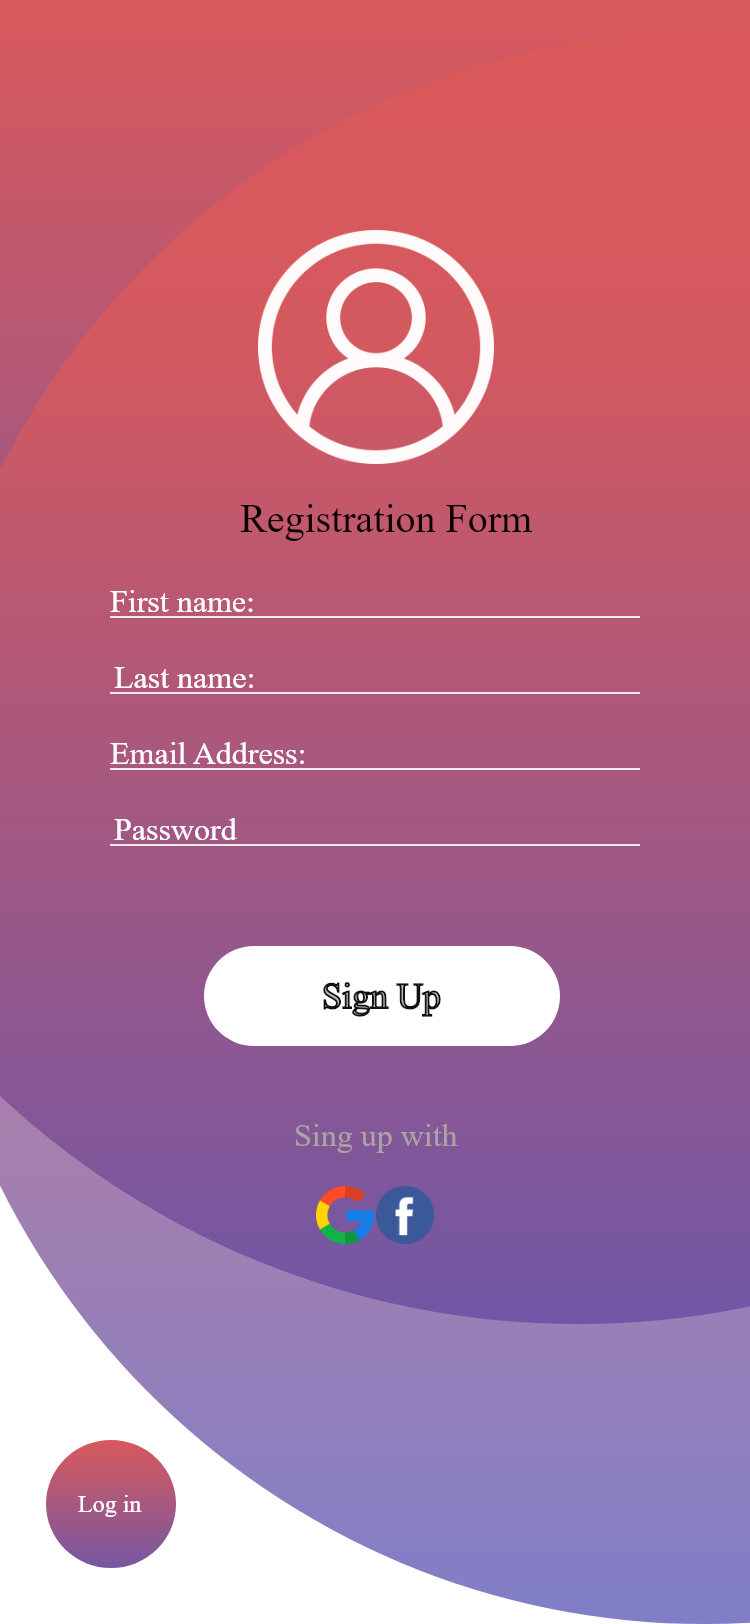 Registration Form
First name:
Last name:
Email Address:
Password
Sign Up
Sing up with
Log in